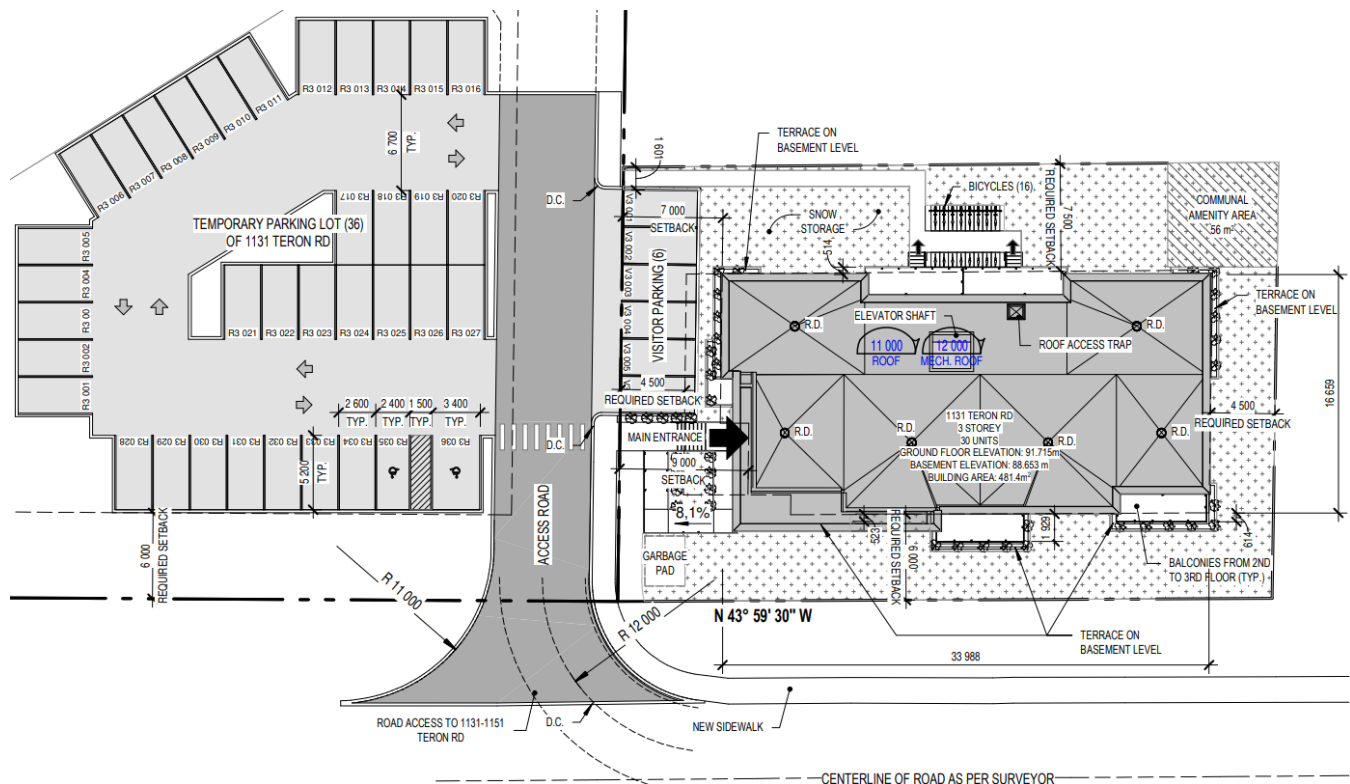 R3 012
R3 013
R3 014
R3 015
R3 016
R3 011
R3 010
R3 009
R3 008
R3 007
R3 006
6 700
TYP.
R3 017
R3 018
R3 019
R3 020
TEMPORARY PARKING LOT (36)
OF 1131 TERON RD
R3 005
R3 004
R3 00
R3 002
R3 001
R3 021
R3 022
R3 023
R3 024
R3 025
R3 026
R3 027
2 600
TYP.
2 400
TYP.
1 500
TYP.
3 400
TYP.
R3 028
R3 029
R3 030
R3 031
R3 032
R3 034
R3 035
R3 036
5 200
TYP.
6 000
REQUIRED SETBACK
R 11 000
ACCESS ROAD
D.C.
D.C.
D.C.
R 12 000
ROAD ACCESS TO 1131-1151
TERON RD
NEW SIDEWALK
CENTERLINE OF ROAD AS PER SURVEYOR
1 601
V3 001
V3 002
V3 003
V3 004
V3 005
VISITOR PARKING (6)
7 000
SETBACK
4 500
REQUIRED SETBACK
MAIN ENTRANCE
9 000
SETBACK
8,1%
GARBAGE
PAD
TERRACE ON
BASEMENT LEVEL
SNOW
STORAGE
514
BICYCLES (16)
7 500
REQUIRED SETBACK
COMMUNAL
AMENITY AREA
56 m²
TERRACE ON
BASEMENT LEVEL
ELEVATOR SHAFT
11 000
ROOF
12 000
MECH. ROOF
ROOF ACCESS TRAP
R.D.
R.D.
R.D.
R.D.
R.D.
R.D.
1131 TERON RD
3 STOREY
30 UNITS
GROUND FLOOR ELEVATION: 91.715m
BASEMENT ELEVATION: 88.653 m
BUILDING AREA: 481.4m²
16 659
4 500
REQUIRED SETBACK
523
6 000
REQUIRED SETBACK
1 929
614
BALCONIES FROM 2ND
TO 3RD FLOOR (TYP.)
N 43° 59' 30" W
TERRACE ON
BASEMENT LEVEL
33 988